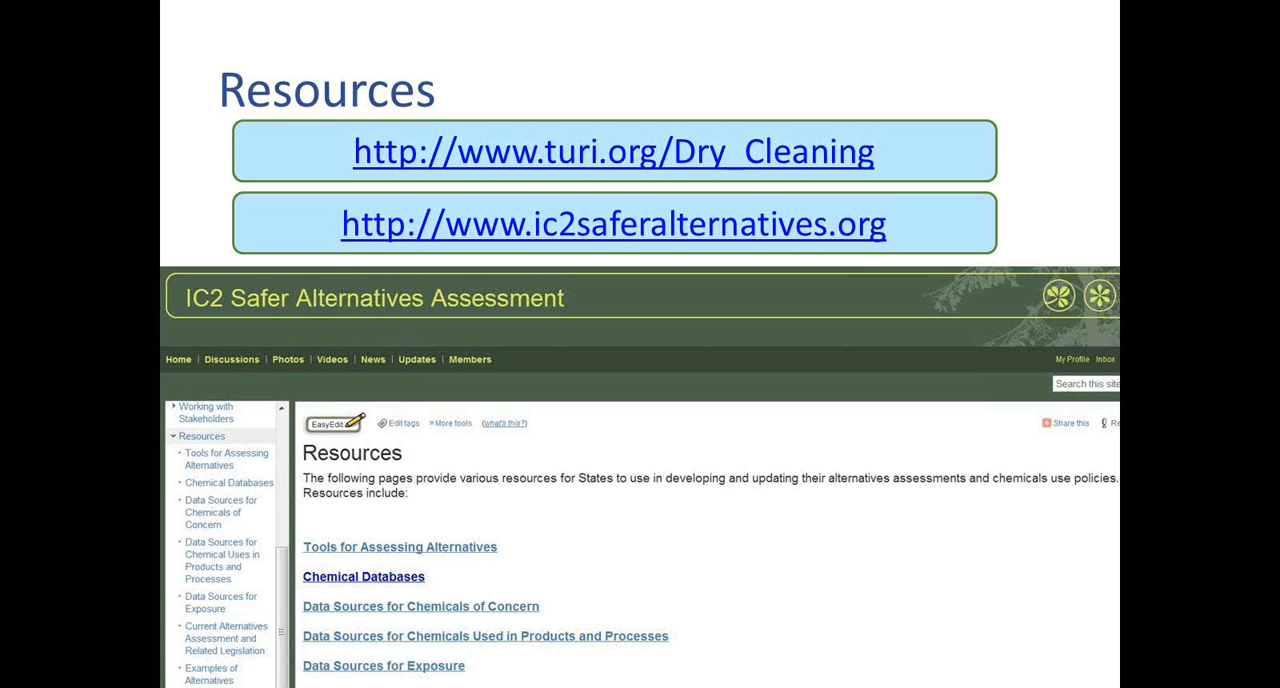 Resources
http://www.turi.org/Dry_Cleaning
http://www.ic2saferalternatives.org
IC2 Safer Alternatives Assessment
Home | Discussions | Photos | Videos | News | Updates | Members
My Profile Inbox
Search this site
Working with
Stakeholders
Resources
Tools for Assessing
Alternatives
Chemical Databases
Data Sources for
Chemicals of
Concern
Data Sources for
Chemical Uses in
Products and
Processes
Data Sources for
Exposure
Current Alternatives
Assessment and
Related Legislation
Examples of
Alternatives
EasyEdit Edit tags » More tools (what's this?)
Share this
Resources
The following pages provide various resources for States to use in developing and updating their alternatives assessments and chemicals use policies.
Resources include:
Tools for Assessing Alternatives
Chemical Databases
Data Sources for Chemicals of Concern
Data Sources for Chemicals Used in Products and Processes
Data Sources for Exposure